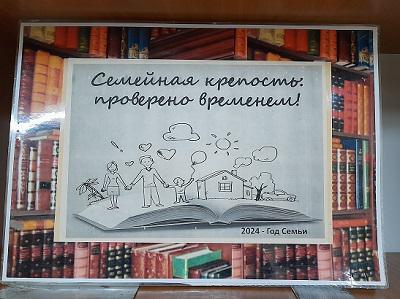 Семейная крепость:
проверено временем!
2024 - Год Семьи